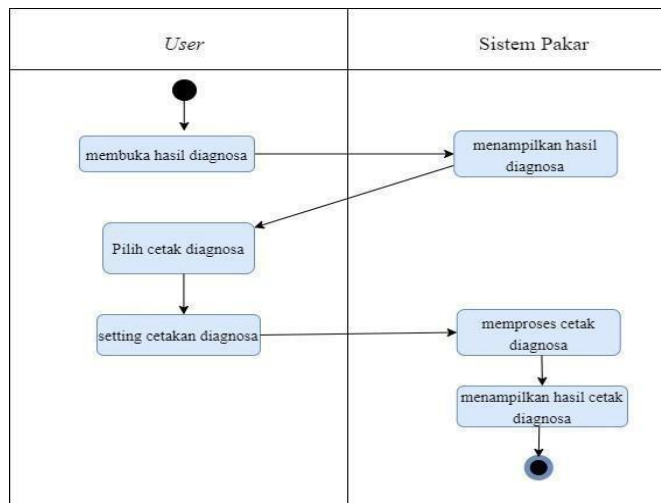 User
Sistem Pakar
membuka hasil diagnosa
menampilkan hasil
diagnosa
Pilih cetak diagnosa
setting cetakan diagnosa
memproses cetak
diagnosa
menampilkan hasil cetak
diagnosa